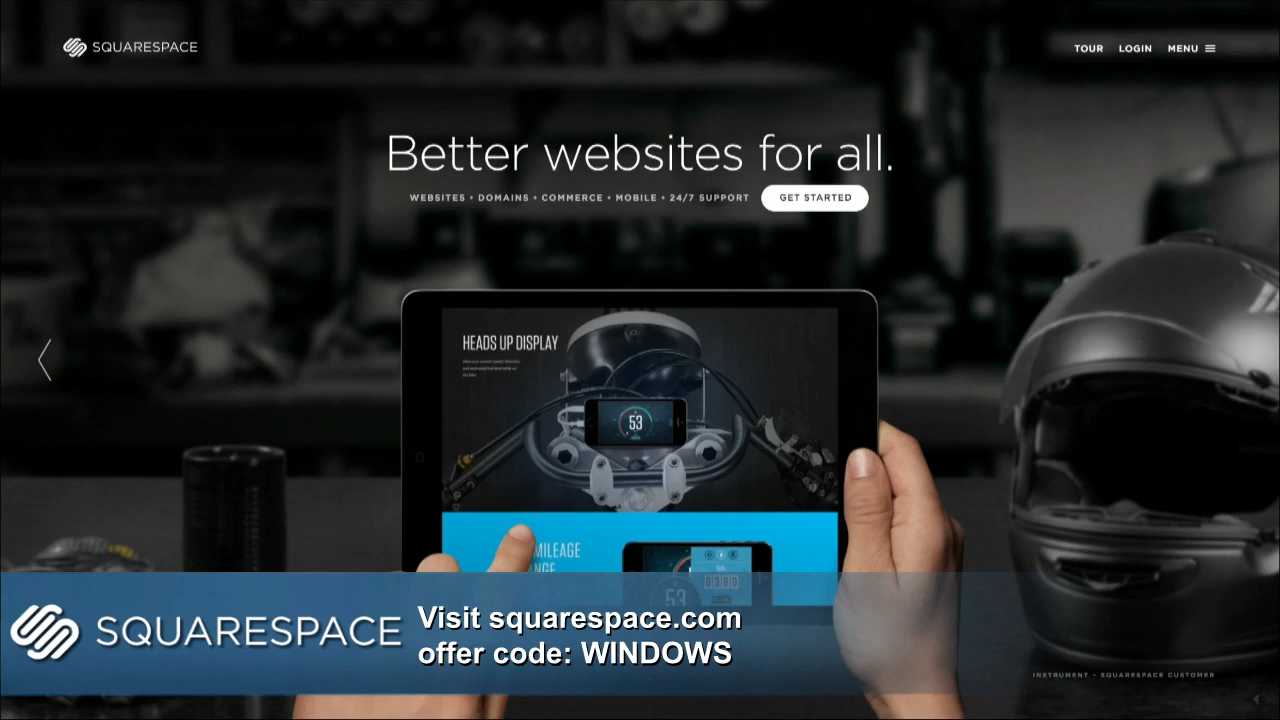 SQUARESPACE
TOUR LOGIN MENU
Better websites for all.
WEBSITES • DOMAINS • COMMERCE • MOBILE • 24/7 SUPPORT GET STARTED
HEADS UP DISPLAY
53
MILEAGE
53
SQUARESPACE
Visit squarespace.com
offer code: WINDOWS
INSTRUMENT - SQUARESPACE CUSTOMER